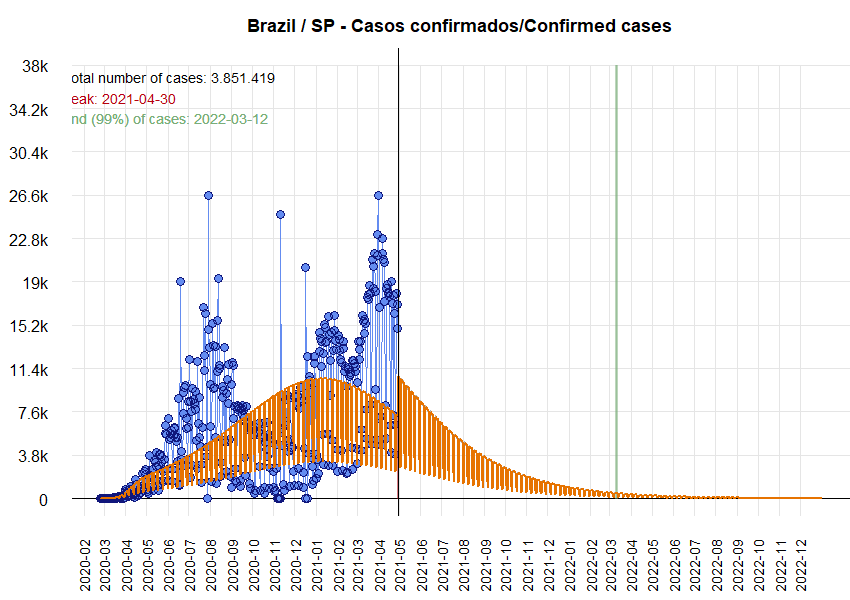 Brazil / SP - Casos confirmados/Confirmed cases
38k
otal number of cases: 3.851.419
eak: 2021-04-30
nd (99%) of cases: 2022-03-12
34.2k
30.4k
26.6k
22.8k
19k
15.2k
11.4k
7.6k
3.8k
0
2020-02
2020-03
2020-04
2020-05
2020-06
2020-07
2020-08
2020-09
2020-10
2020-11
2020-12
2021-01
2021-02
2021-03
2021-04
2021-05
2021-06
2021-07
2021-08
2021-09
2021-10
2021-11
2021-12
2022-01
2022-02
2022-03
2022-04
2022-05
2022-06
2022-07
2022-08
2022-09
2022-10
2022-11
2022-12